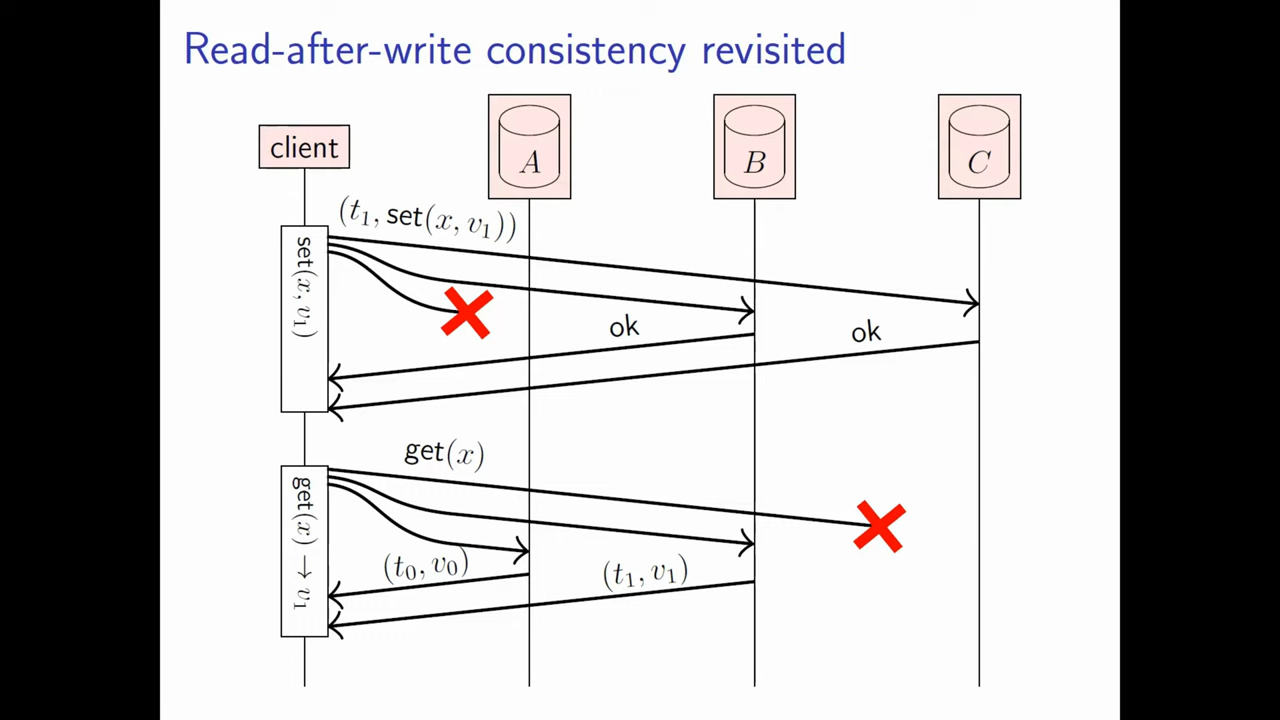 Read-after-write consistency revisited
client
A
B
C
(t₁, set(x, v₁))
set(x, v₁)
ok
ok
get(x)
get(x) → v₁
(t₀, v₀)
(t₁, v₁)